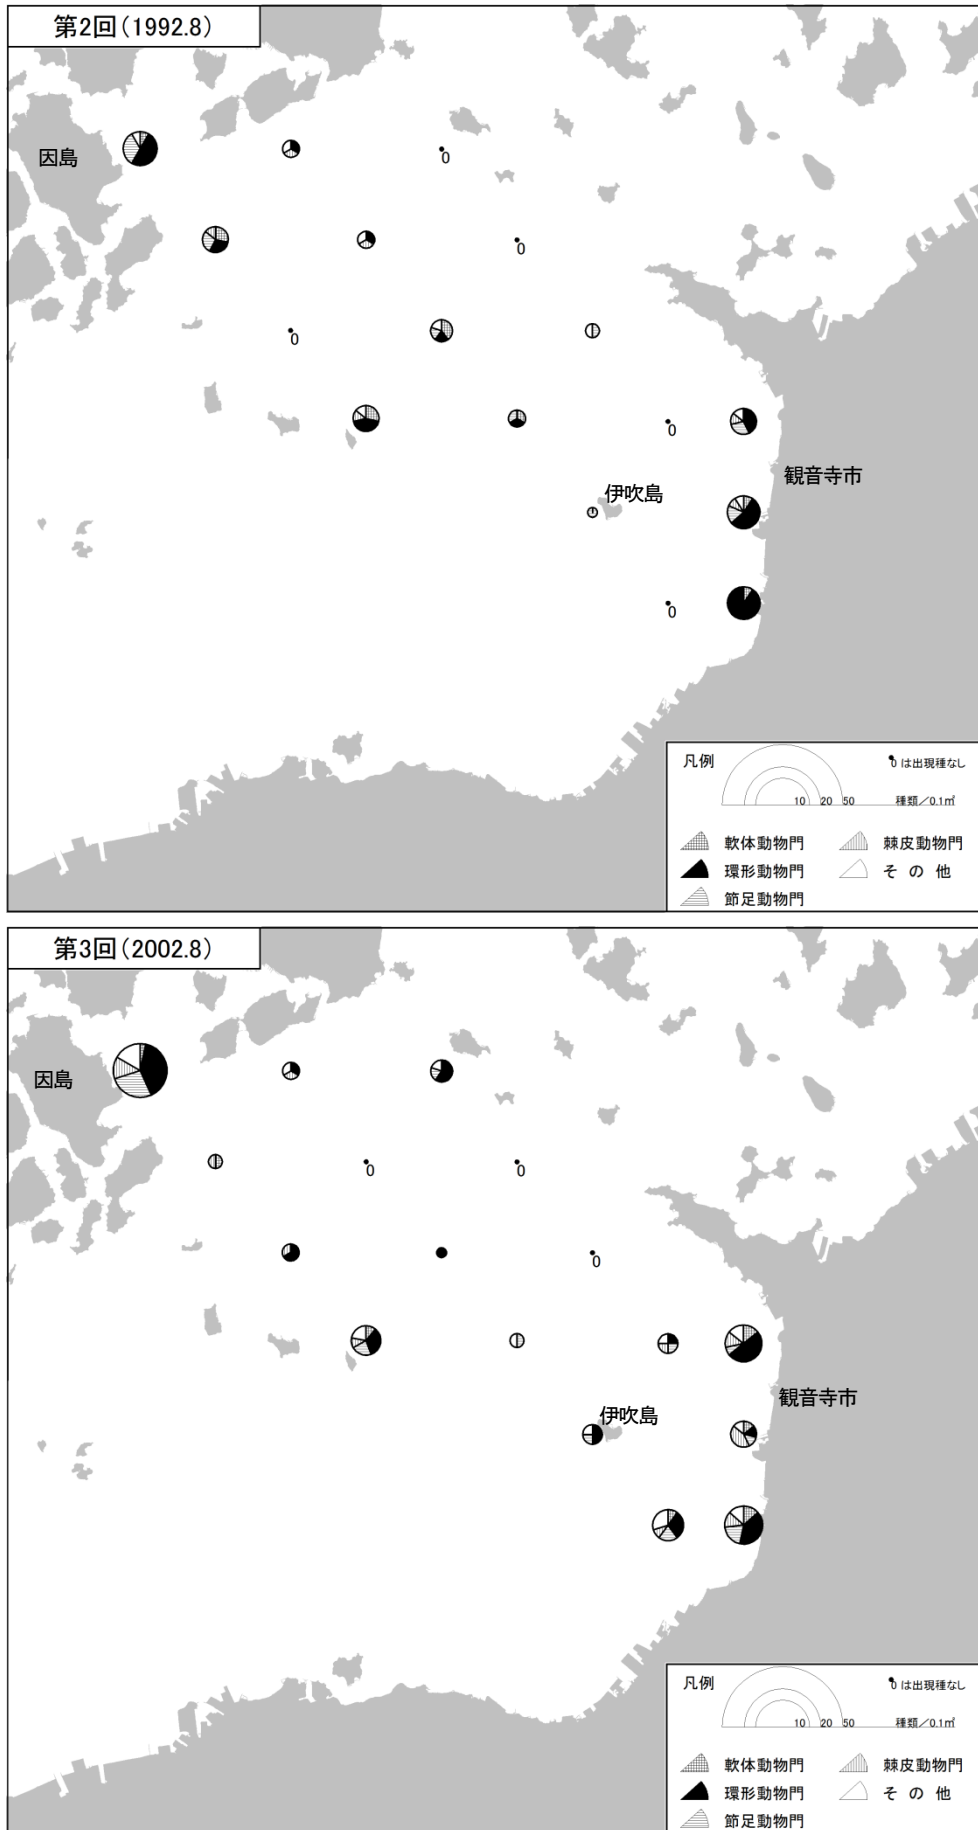 第2回(1992.8)
因島
0
0
0
0
観音寺市
伊吹島
0
凡例
0 は出現種なし
10 20 50 種類/0.1㎡
軟体動物門 棘皮動物門
環形動物門 そ の 他
節足動物門
第3回(2002.8)
因島
0 0
0
観音寺市
伊吹島
凡例
0 は出現種なし
10 20 50 種類/0.1㎡
軟体動物門 棘皮動物門
環形動物門 そ の 他
節足動物門